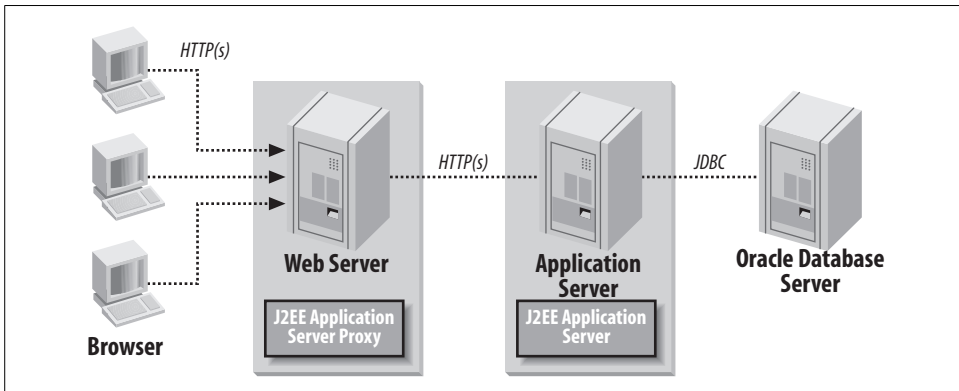 HTTP(s)
HTTP(s)
JDBC
Web Server
Application
Server
Oracle Database
Server
J2EE Application
Server Proxy
J2EE Application
Server
Browser